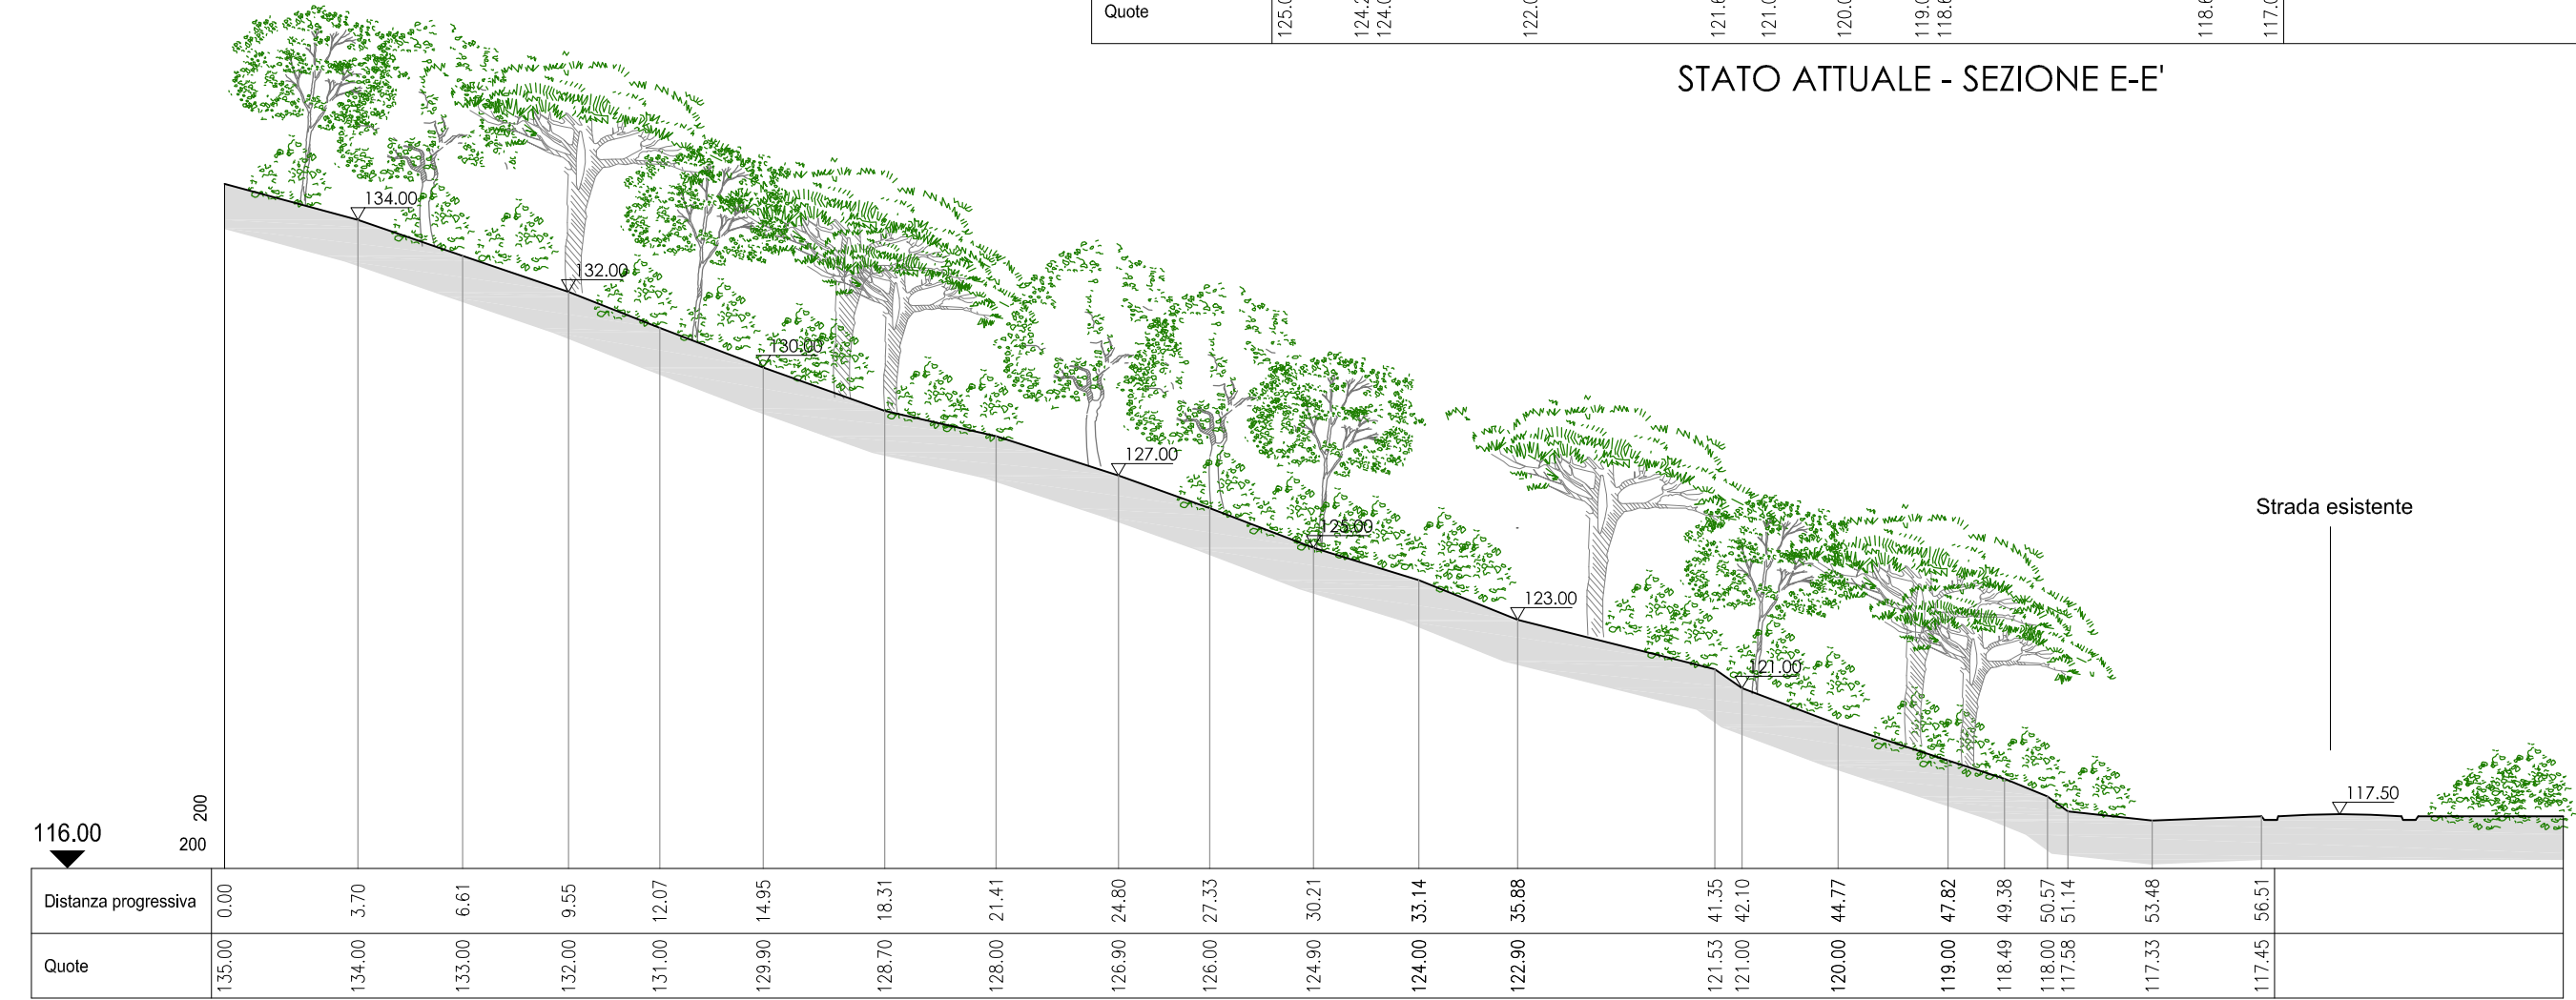 Quote
STATO ATTUALE - SEZIONE E-E'
134.00
132.00
130.00
127.00
125.00
123.00
121.00
Strada esistente
117.50
200
200
116.00
Distanza progressiva 0.00 3.70 6.61 9.55 12.07 14.95 18.31 21.41 24.80 27.33 30.21 33.14 35.88 41.35 42.10 44.77 47.82 49.38 50.57 51.14 53.48 56.51
Quote 135.00 134.00 133.00 132.00 131.00 129.90 128.70 128.00 126.90 126.00 124.90 124.00 122.90 121.53 121.00 120.00 119.00 118.49 118.00 117.58 117.33 117.45